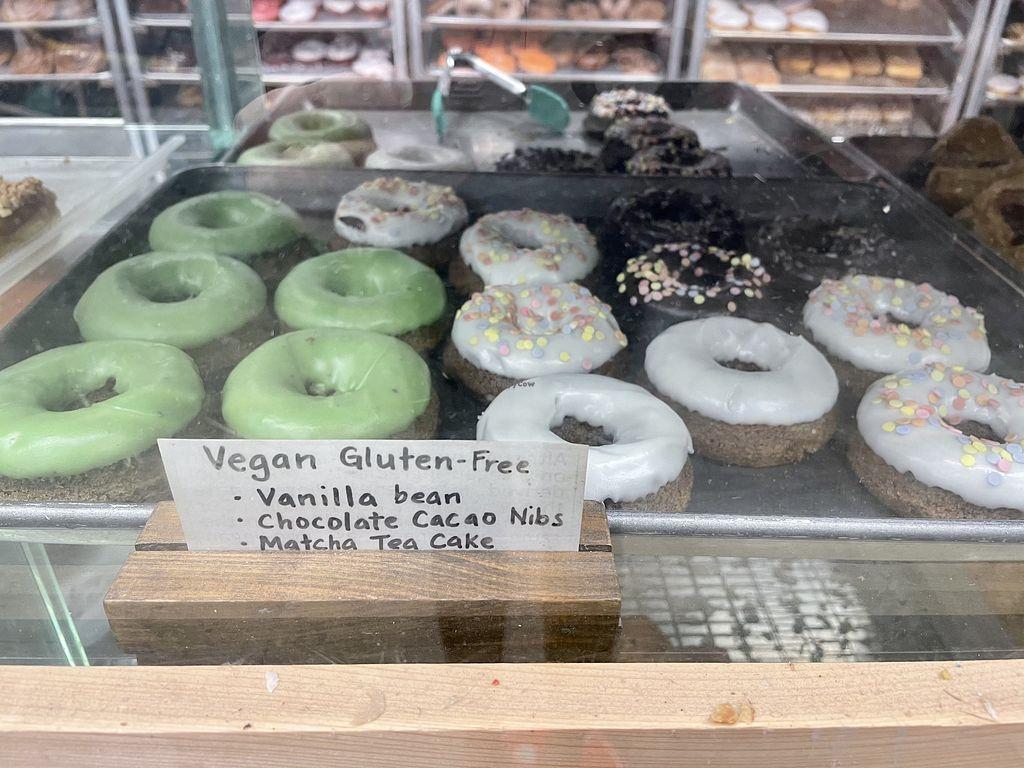 Vegan Gluten-Free
• Vanilla bean
• Chocolate Cacao Nibs
• Matcha Tea Cake